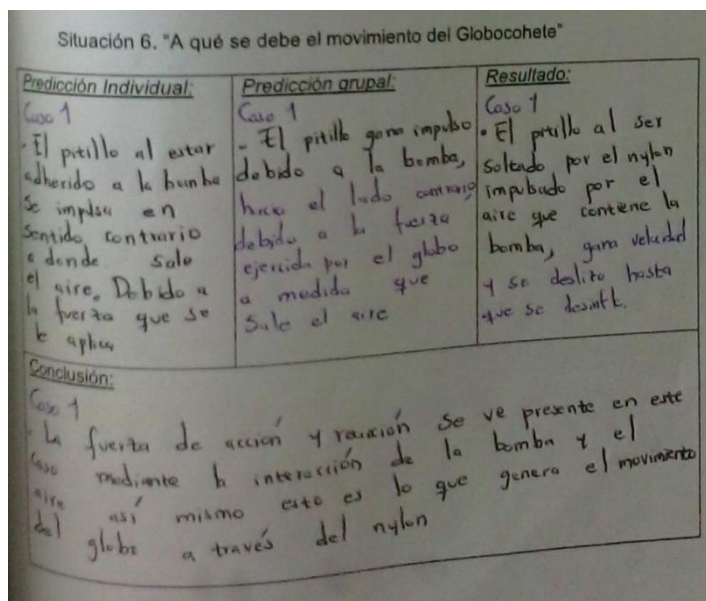 Situación 6. "A qué se debe el movimiento del Globocohete"
Predicción Individual:
Caso 1
- El pitillo al estar
adherido a la bomba
se impulsa en
sentido contrario
a donde sale
el aire. Debido a
la fuerza que se
le aplica
Predicción grupal:
Caso 1
- El pitillo gana impulso
debido a la bomba,
hacia el lado contrario
debido a la fuerza
ejercida por el globo
a medida que
sale el aire
Resultado:
Caso 1
• El pitillo al ser
soltado por el nylon
impulsado por el
aire que contiene la
bomba, gana velocidad
y se desliza hasta
que se desinfla.
Conclusión:
Caso 1
• La fuerza de acción y reacción se ve presente en este
caso mediante la interacción de la bomba y el
aire así mismo esto es lo que genera el movimiento
del globo a través del nylon